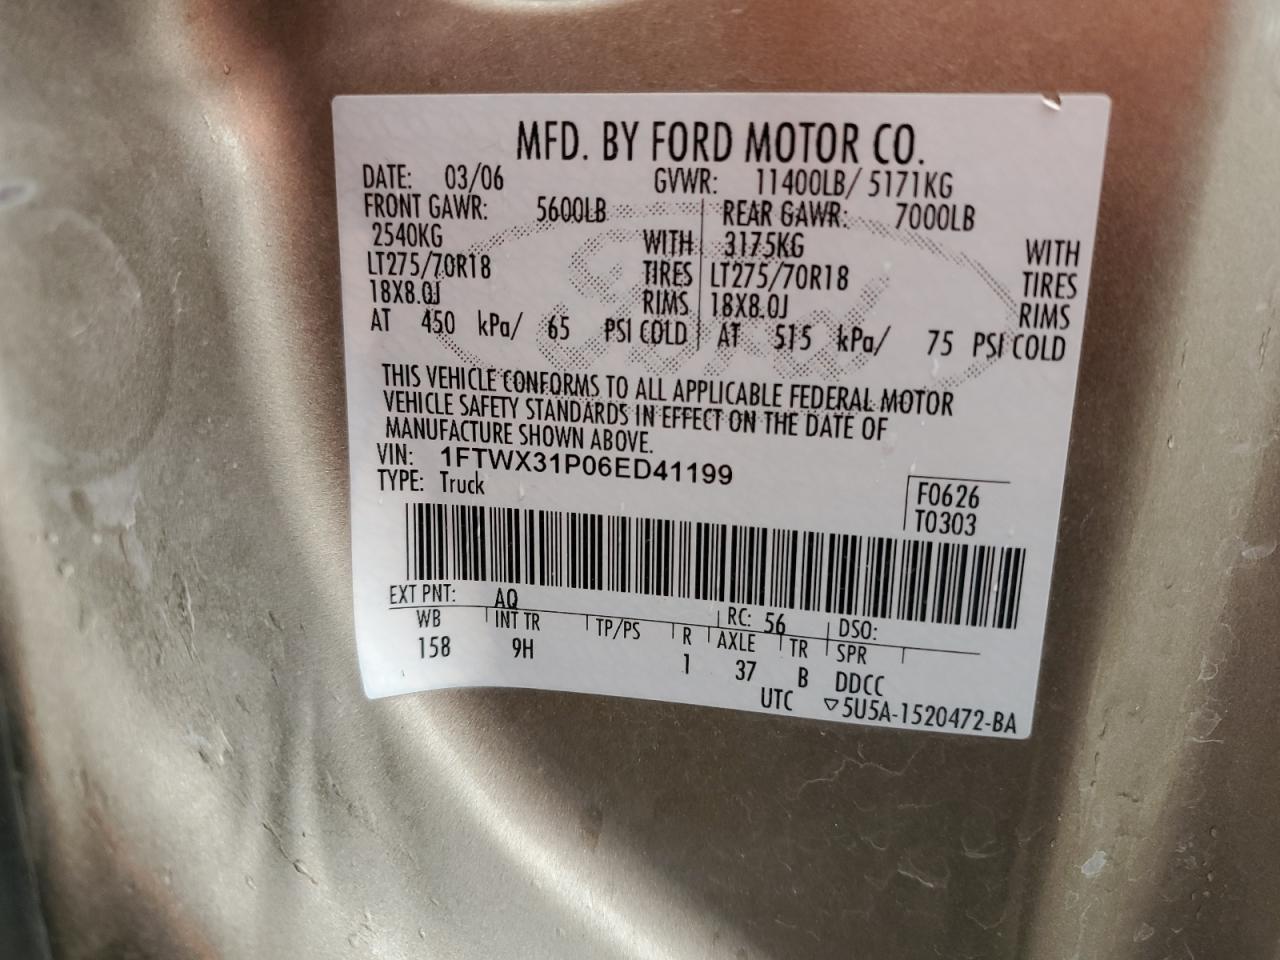 MFD. BY FORD MOTOR CO.
DATE: 03/06 GVWR: 11400LB/ 5171KG
FRONT GAWR: 5600LB REAR GAWR: 7000LB
2540KG WITH 3175KG WITH
LT275/70R18 TIRES LT275/70R18 TIRES
18X8.0J RIMS 18X8.0J RIMS
AT 450 kPa/ 65 PSI COLD AT 515 kPa/ 75 PSI COLD
THIS VEHICLE CONFORMS TO ALL APPLICABLE FEDERAL MOTOR
VEHICLE SAFETY STANDARDS IN EFFECT ON THE DATE OF
MANUFACTURE SHOWN ABOVE.
VIN: 1FTWX31P06ED41199
TYPE: Truck
F0626
T0303
EXT PNT: AQ RC: 56 DSO:
WB INT TR TP/PS R AXLE TR SPR
158 9H 1 37 B DDCC
UTC ▽5U5A-1520472-BA